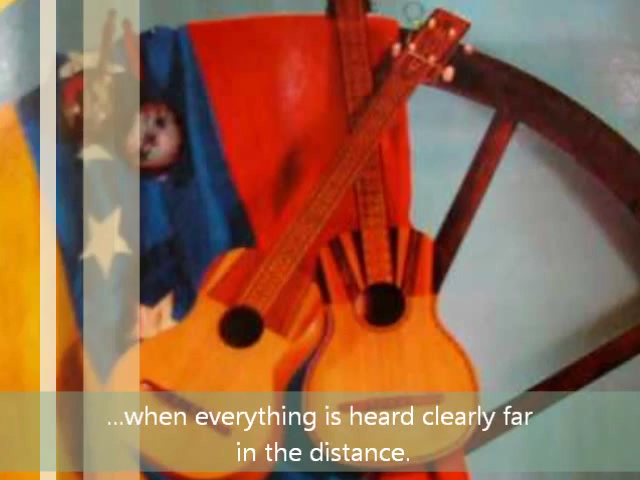 ...when everything is heard clearly far
in the distance.